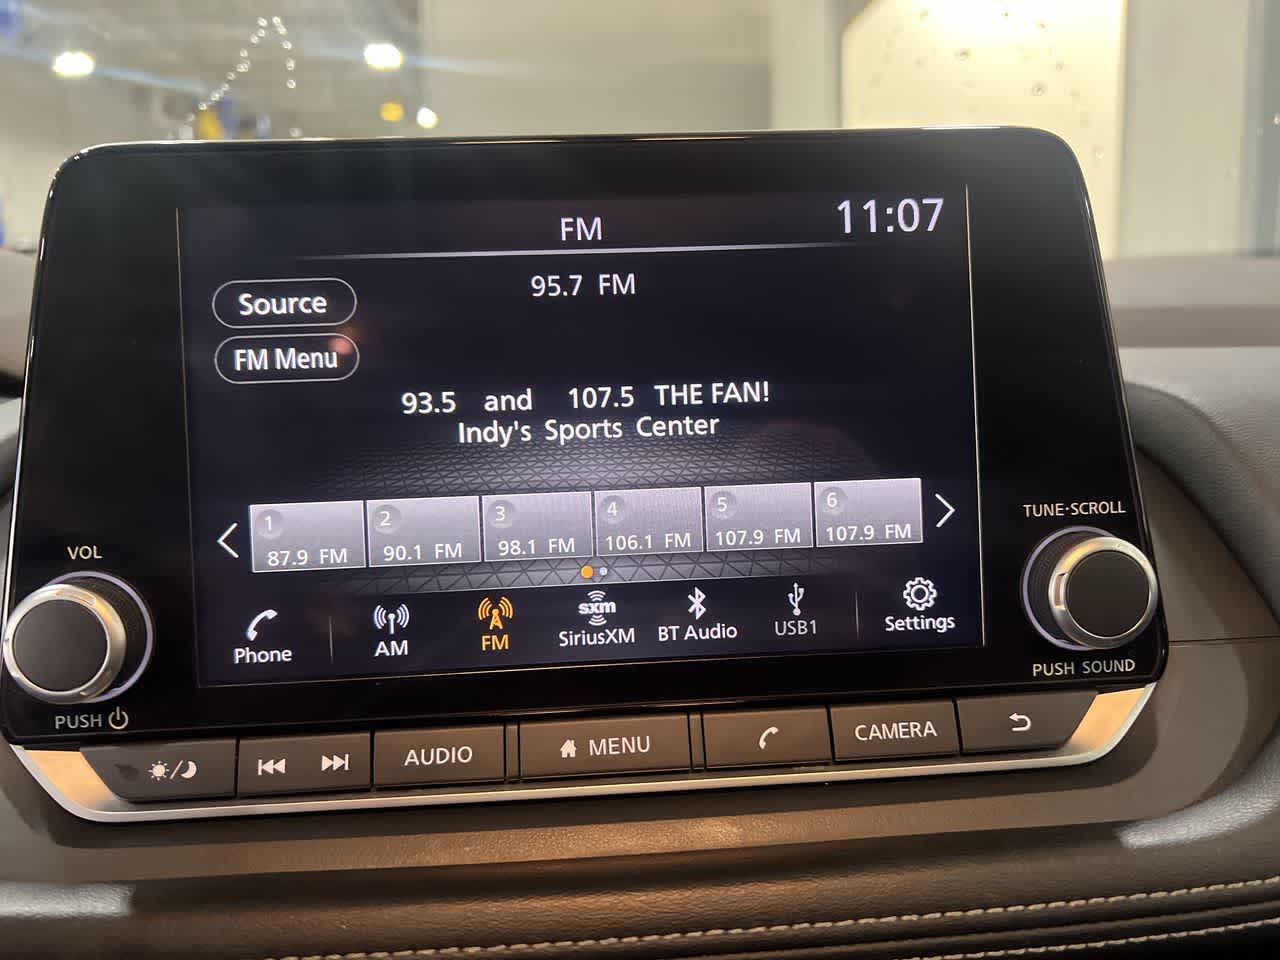 FM
11:07
95.7 FM
Source
FM Menu
93.5 and 107.5 THE FAN!
Indy's Sports Center
1
87.9 FM
2
90.1 FM
3
98.1 FM
4
106.1 FM
5
107.9 FM
6
107.9 FM
Phone
AM
FM
sxm
SiriusXM
BT Audio
USB1
Settings
VOL
PUSH
TUNE·SCROLL
PUSH SOUND
AUDIO
MENU
CAMERA